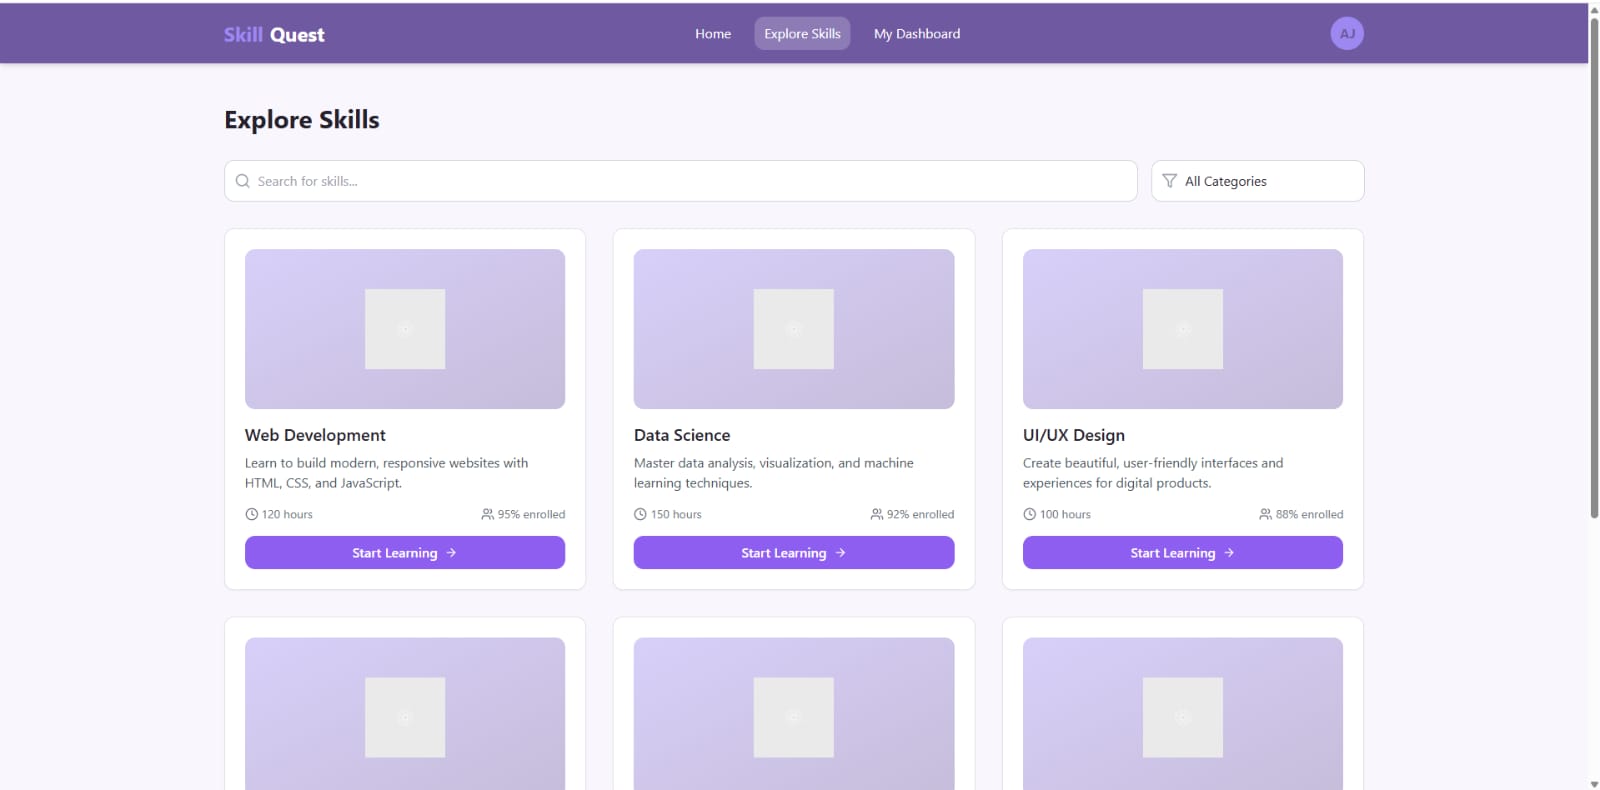 Skill Quest
Home
Explore Skills
My Dashboard
AJ
Explore Skills
Search for skills...
All Categories
Web Development
Learn to build modern, responsive websites with
HTML, CSS, and JavaScript.
120 hours
95% enrolled
Start Learning →
Data Science
Master data analysis, visualization, and machine
learning techniques.
150 hours
92% enrolled
Start Learning →
UI/UX Design
Create beautiful, user-friendly interfaces and
experiences for digital products.
100 hours
88% enrolled
Start Learning →